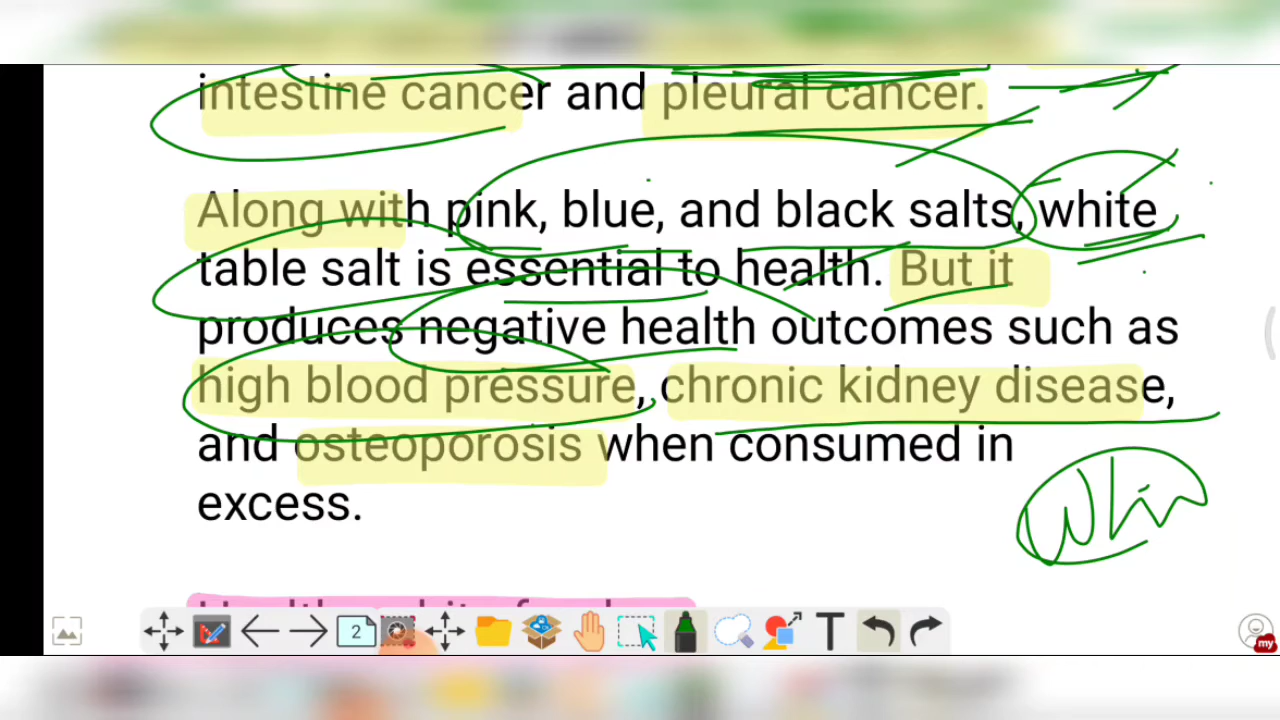 intestine cancer and pleural cancer.
Along with pink, blue, and black salts, white
table salt is essential to health. But it
produces negative health outcomes such as
high blood pressure, chronic kidney disease,
and osteoporosis when consumed in
excess.
2
T
my